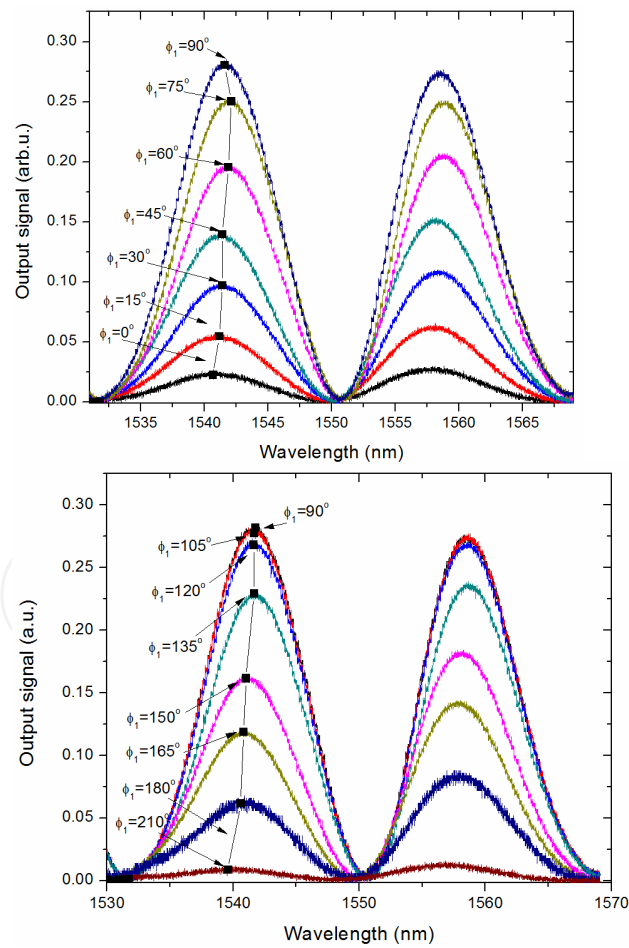 0.30
0.25
0.20
0.15
0.10
0.05
0.00
Output signal (arb.u.)
ϕ1=90°
ϕ1=75°
ϕ1=60°
ϕ1=45°
ϕ1=30°
ϕ1=15°
ϕ1=0°
1535 1540 1545 1550 1555 1560 1565
Wavelength (nm)
0.30
0.25
0.20
0.15
0.10
0.05
0.00
Output signal (a.u.)
ϕ1=90°
ϕ1=105°
ϕ1=120°
ϕ1=135°
ϕ1=150°
ϕ1=165°
ϕ1=180°
ϕ1=210°
1530 1540 1550 1560 1570
Wavelength (nm)